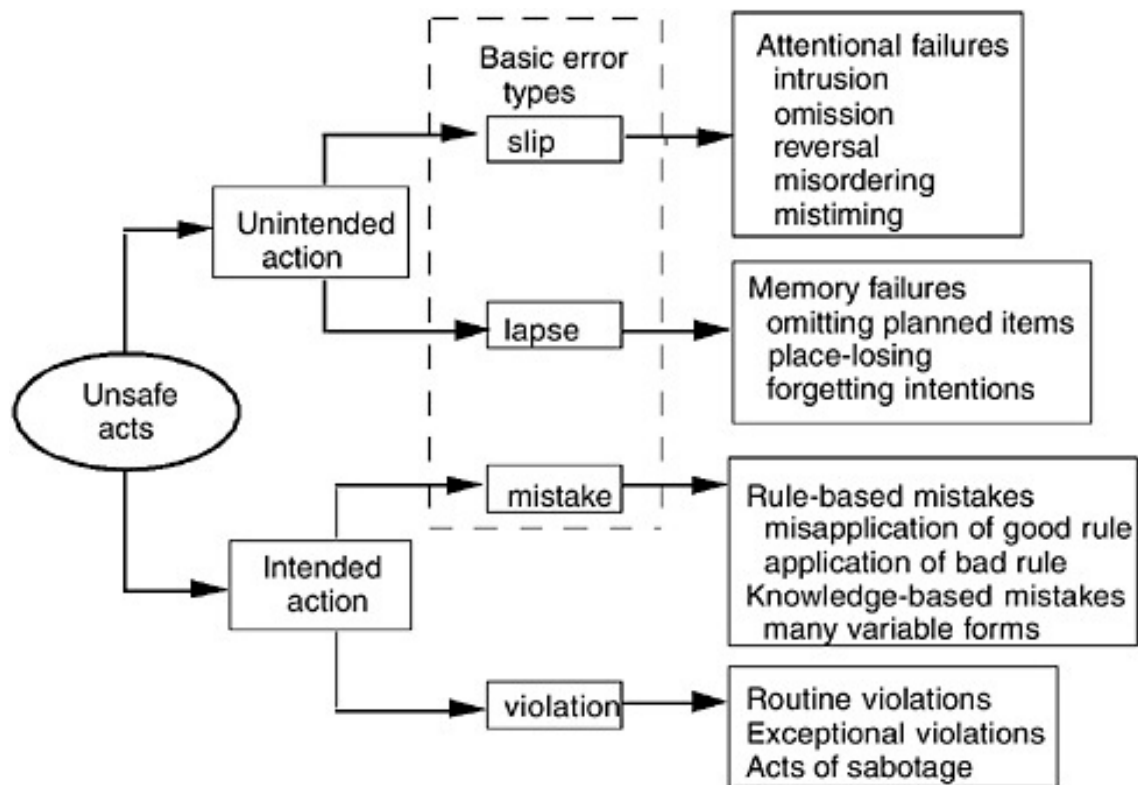 Basic error
types
slip
Attentional failures
intrusion
omission
reversal
misordering
mistiming
Unintended
action
lapse
Memory failures
omitting planned items
place-losing
forgetting intentions
Unsafe
acts
mistake
Rule-based mistakes
misapplication of good rule
application of bad rule
Knowledge-based mistakes
many variable forms
Intended
action
violation
Routine violations
Exceptional violations
Acts of sabotage